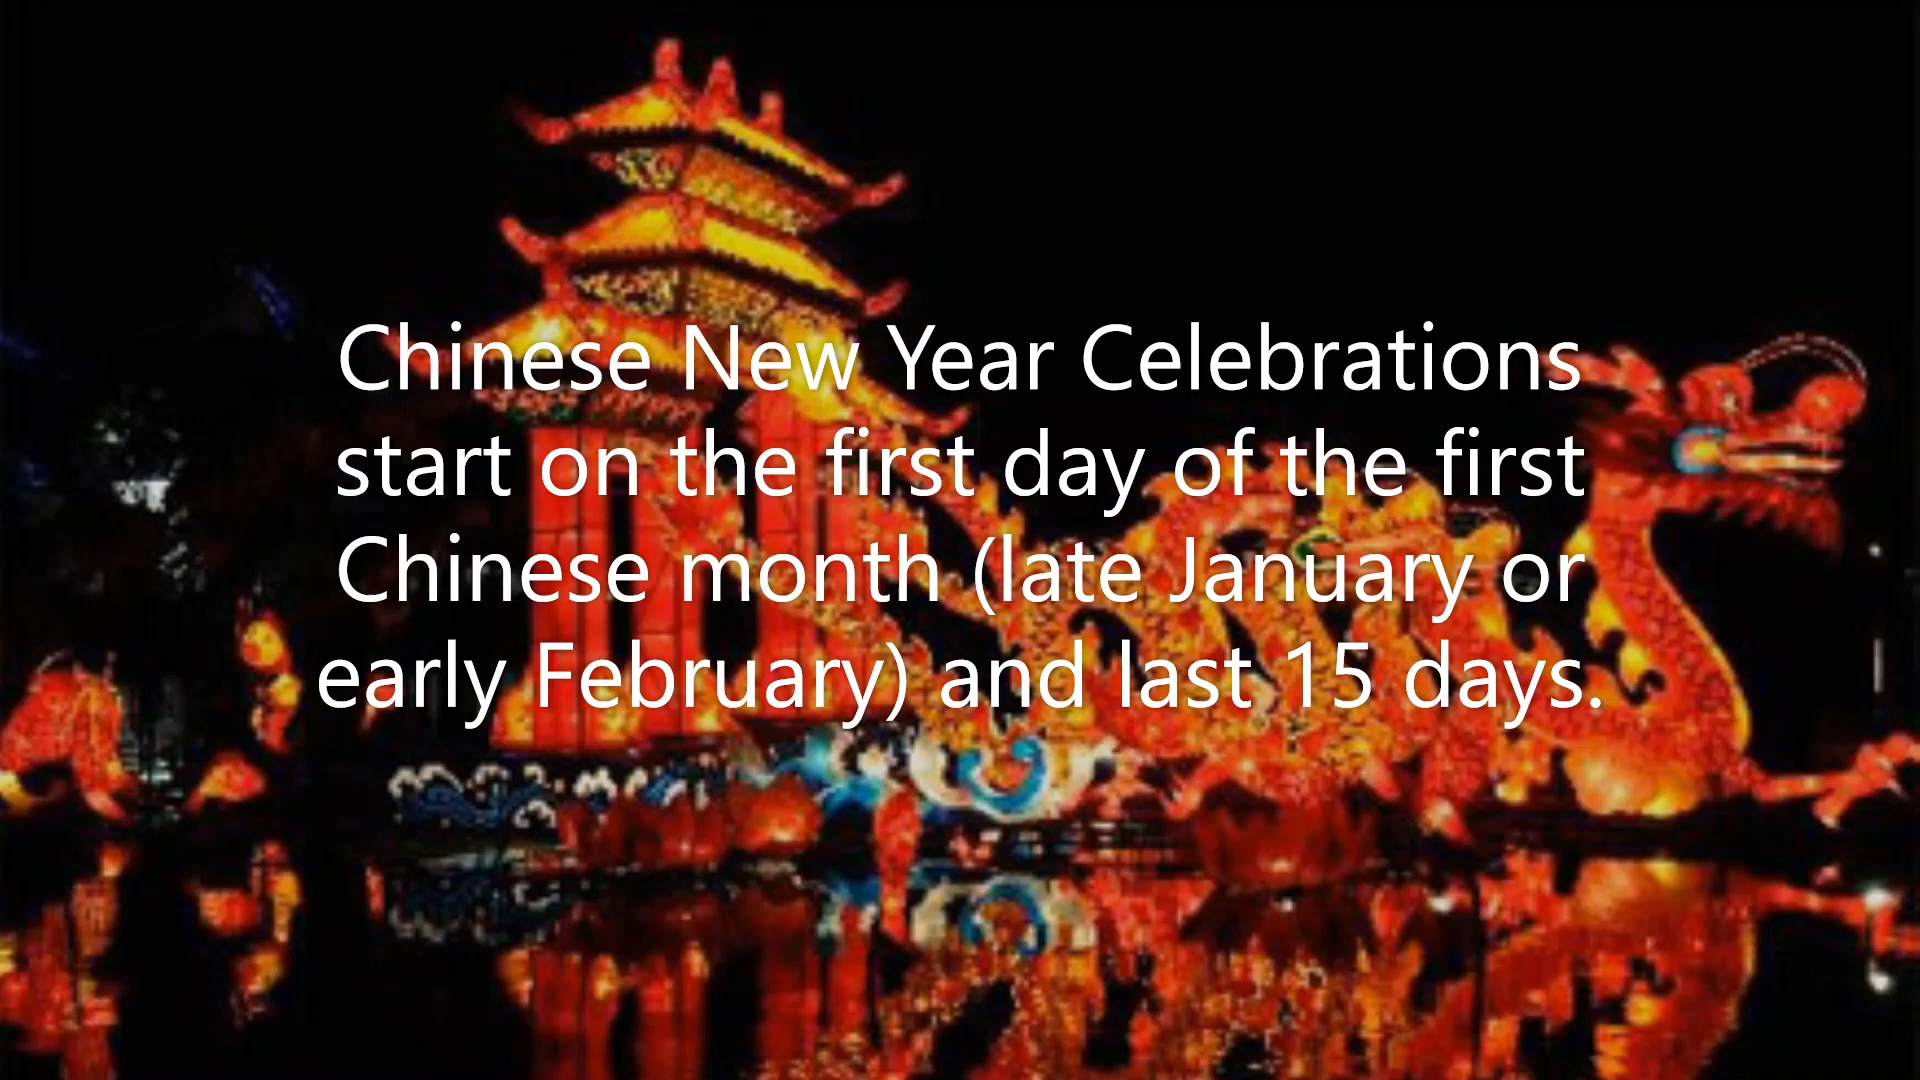 Chinese New Year Celebrations
start on the first day of the first
Chinese month (late January or
early February) and last 15 days.